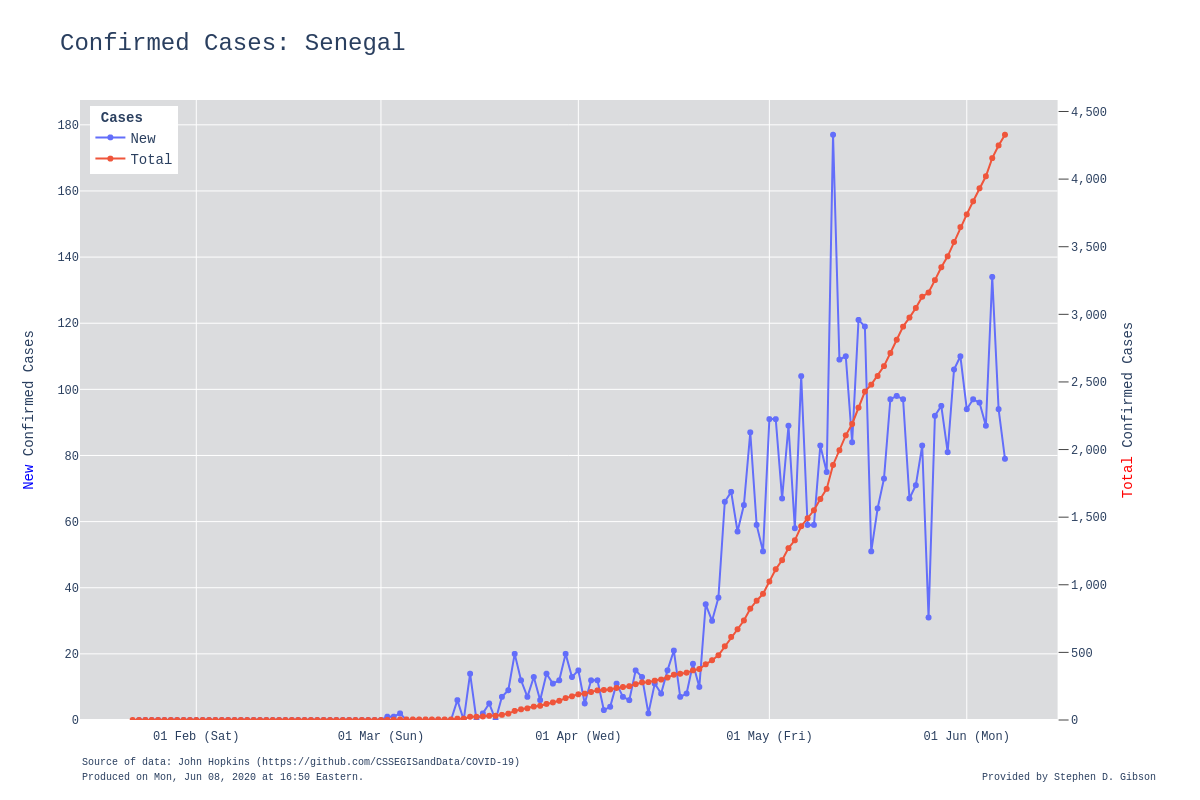 Confirmed Cases: Senegal
Cases
New
Total
180
160
140
120
100
80
60
40
20
0
New Confirmed Cases
4,500
4,000
3,500
3,000
2,500
2,000
1,500
1,000
500
0
Total Confirmed Cases
01 Feb (Sat)
01 Mar (Sun)
01 Apr (Wed)
01 May (Fri)
01 Jun (Mon)
Source of data: John Hopkins (https://github.com/CSSEGISandData/COVID-19)
Produced on Mon, Jun 08, 2020 at 16:50 Eastern.
Provided by Stephen D. Gibson